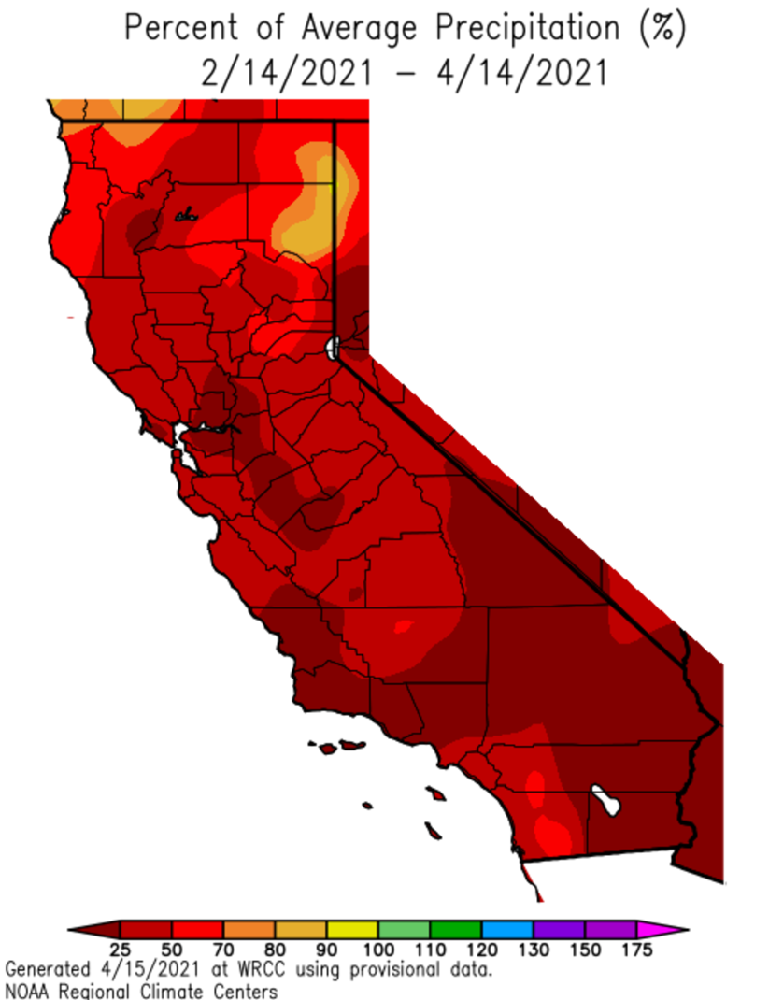 Percent of Average Precipitation (%)
2/14/2021 – 4/14/2021
25 50 70 80 90 100 110 120 130 150 175
Generated 4/15/2021 at WRCC using provisional data.
NOAA Regional Climate Centers